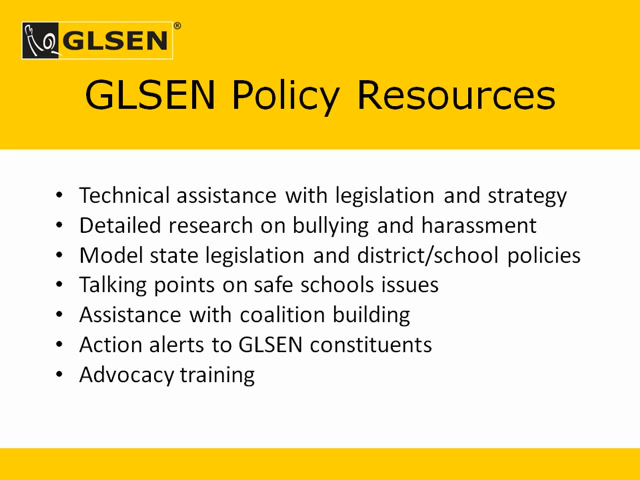 GLSEN®
GLSEN Policy Resources
• Technical assistance with legislation and strategy
• Detailed research on bullying and harassment
• Model state legislation and district/school policies
• Talking points on safe schools issues
• Assistance with coalition building
• Action alerts to GLSEN constituents
• Advocacy training